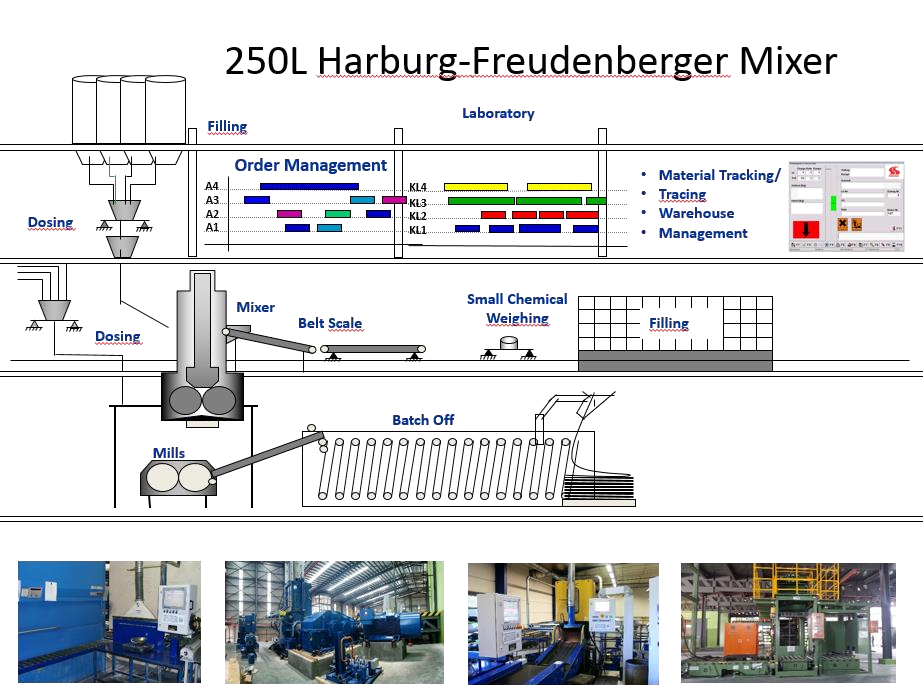 250L Harburg-Freudenberger Mixer
Filling
Laboratory
Order Management
A4
A3
A2
A1
KL4
KL3
KL2
KL1
• Material Tracking/
• Tracing
• Warehouse
• Management
Dosing
Mixer
Belt Scale
Small Chemical
Weighing
Filling
Dosing
Batch Off
Mills